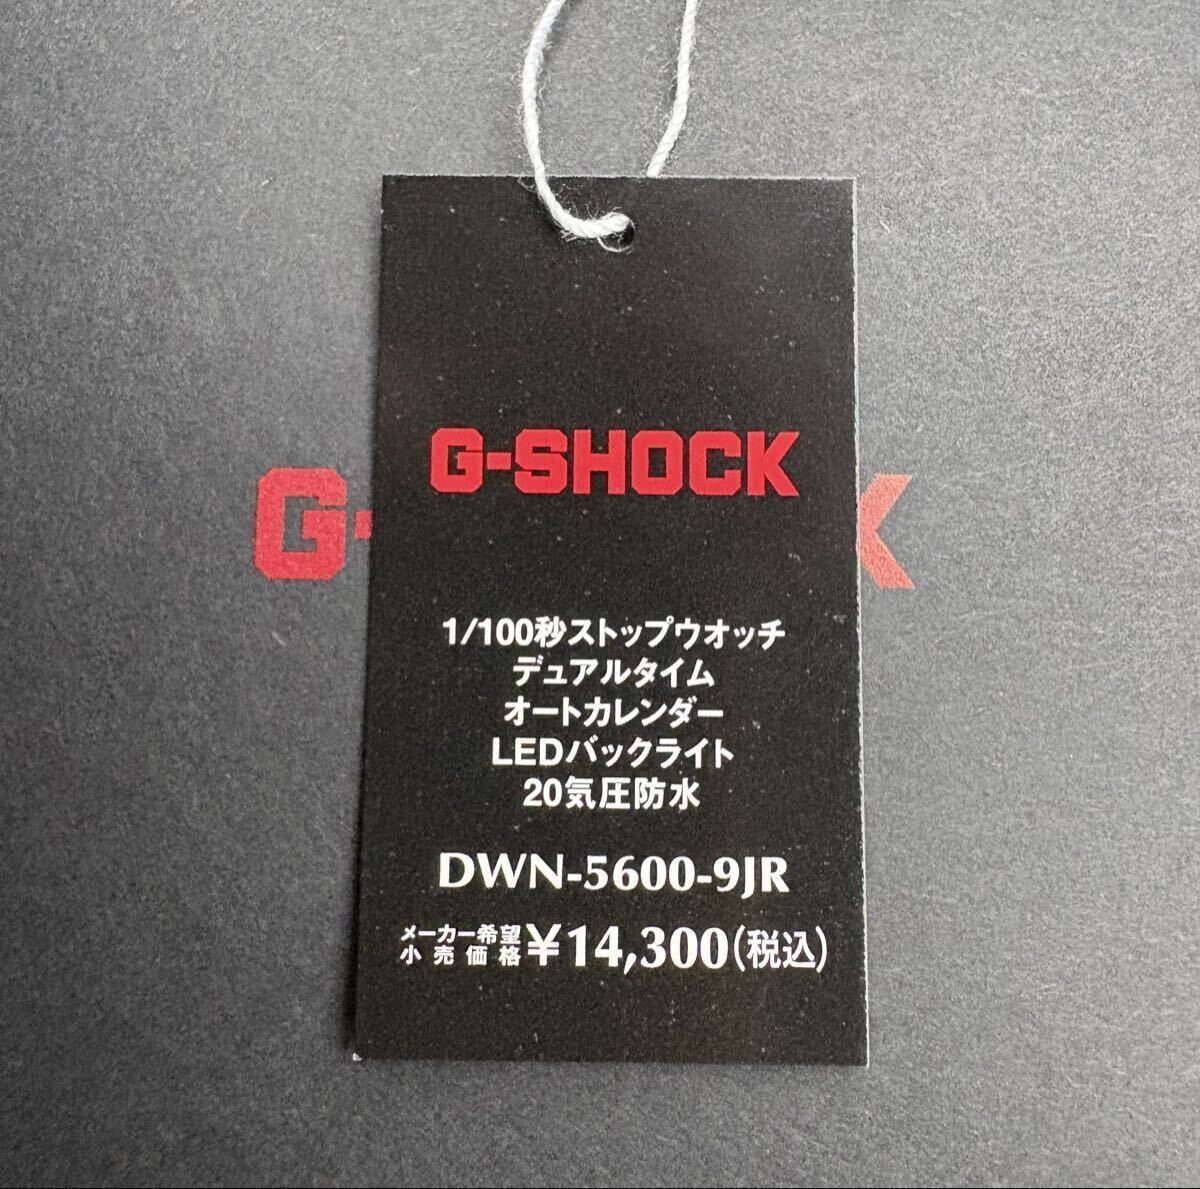 G-SHOCK
1/100秒ストップウオッチ
デュアルタイム
オートカレンダー
LEDバックライト
20気圧防水
DWN-5600-9JR
メーカー希望小売価格 ¥14,300(税込)
G-
K